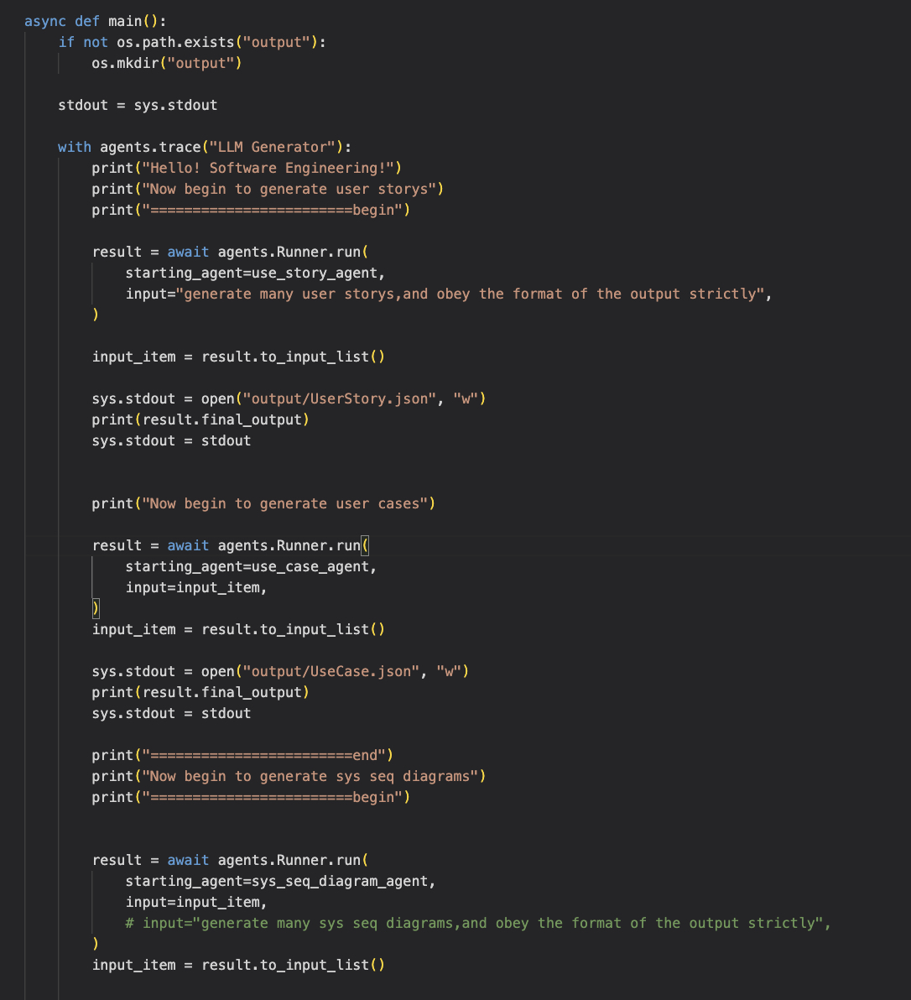 async def main():
    if not os.path.exists("output"):
        os.mkdir("output")
    stdout = sys.stdout
    with agents.trace("LLM Generator"):
        print("Hello! Software Engineering!")
        print("Now begin to generate user storys")
        print("========================begin")
        result = await agents.Runner.run(
            starting_agent=use_story_agent,
            input="generate many user storys,and obey the format of the output strictly",
        )
        input_item = result.to_input_list()
        sys.stdout = open("output/UserStory.json", "w")
        print(result.final_output)
        sys.stdout = stdout
        print("Now begin to generate user cases")
        result = await agents.Runner.run(
            starting_agent=use_case_agent,
            input=input_item,
        )
        input_item = result.to_input_list()
        sys.stdout = open("output/UseCase.json", "w")
        print(result.final_output)
        sys.stdout = stdout
        print("========================end")
        print("Now begin to generate sys seq diagrams")
        print("========================begin")
        result = await agents.Runner.run(
            starting_agent=sys_seq_diagram_agent,
            input=input_item,
            # input="generate many sys seq diagrams,and obey the format of the output strictly",
        )
        input_item = result.to_input_list()